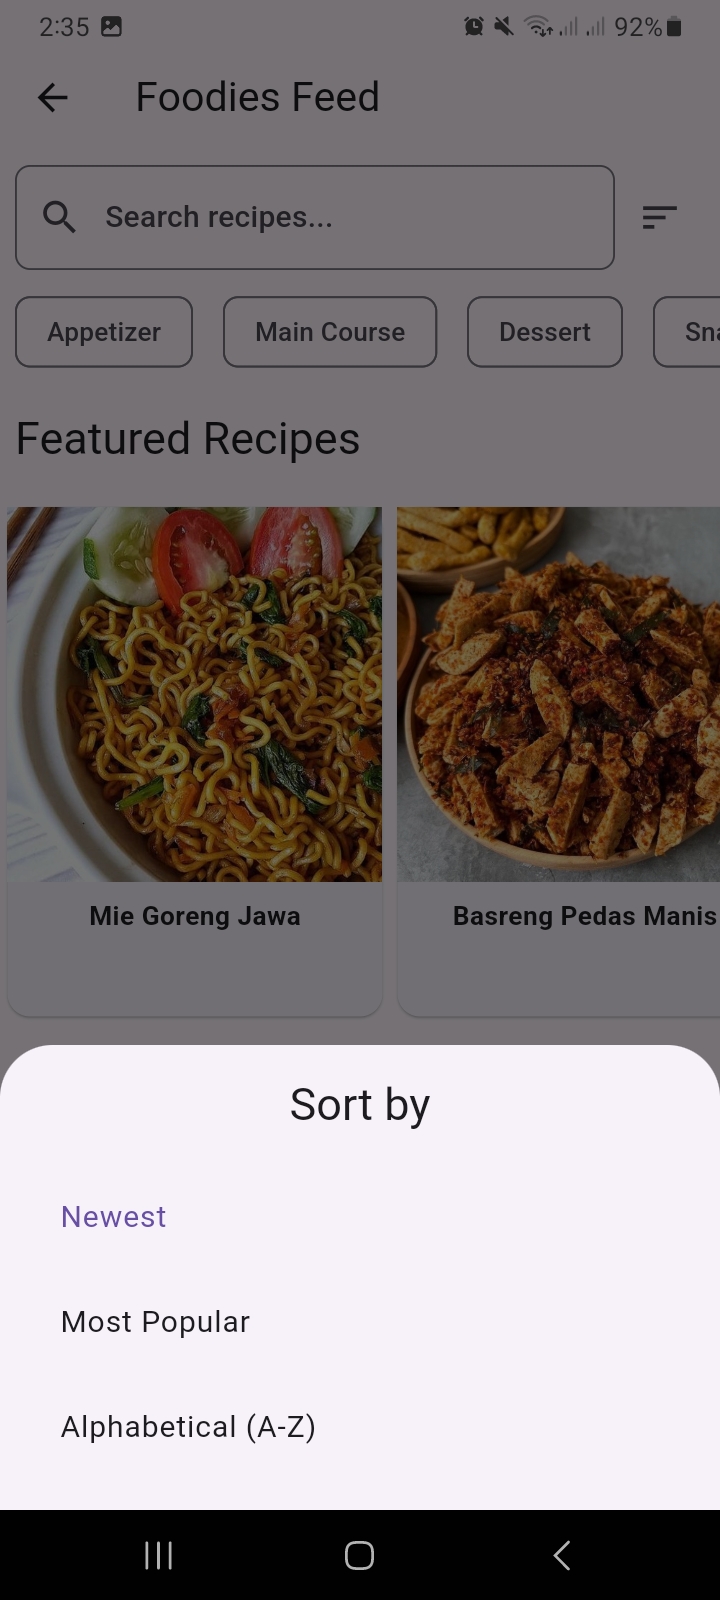 2:35 92%
Foodies Feed
Search recipes...
Appetizer Main Course Dessert Sna
Featured Recipes
Mie Goreng Jawa Basreng Pedas Manis
Sort by
Newest
Most Popular
Alphabetical (A-Z)